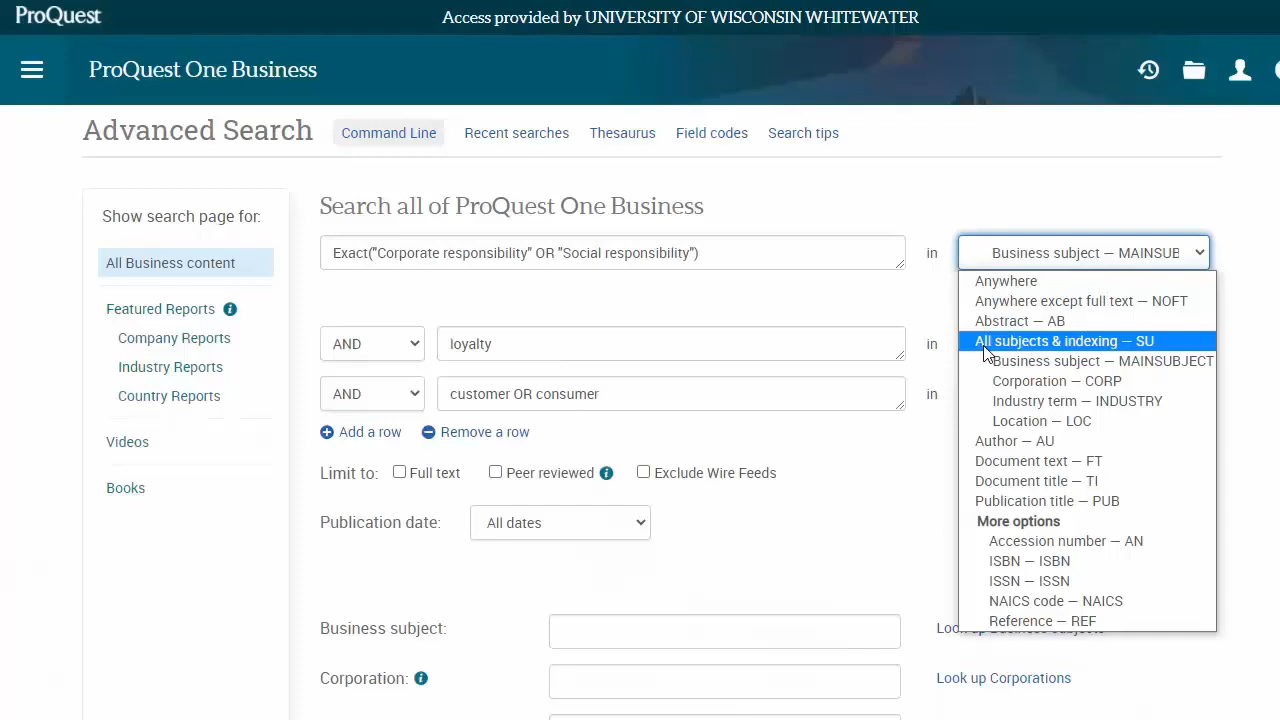 ProQuest
Access provided by UNIVERSITY OF WISCONSIN WHITEWATER
ProQuest One Business
Advanced Search
Command Line
Recent searches
Thesaurus
Field codes
Search tips
Show search page for:
All Business content
Featured Reports
Company Reports
Industry Reports
Country Reports
Videos
Books
Search all of ProQuest One Business
Exact("Corporate responsibility" OR "Social responsibility")
in
Business subject — MAINSUB
AND
loyalty
in
AND
customer OR consumer
in
Add a row
Remove a row
Limit to:
Full text
Peer reviewed
Exclude Wire Feeds
Publication date:
All dates
Business subject:
Corporation:
Look up Corporations
Anywhere
Anywhere except full text — NOFT
Abstract — AB
All subjects & indexing — SU
Business subject — MAINSUBJECT
Corporation — CORP
Industry term — INDUSTRY
Location — LOC
Author — AU
Document text — FT
Document title — TI
Publication title — PUB
More options
Accession number — AN
ISBN — ISBN
ISSN — ISSN
NAICS code — NAICS
Reference — REF